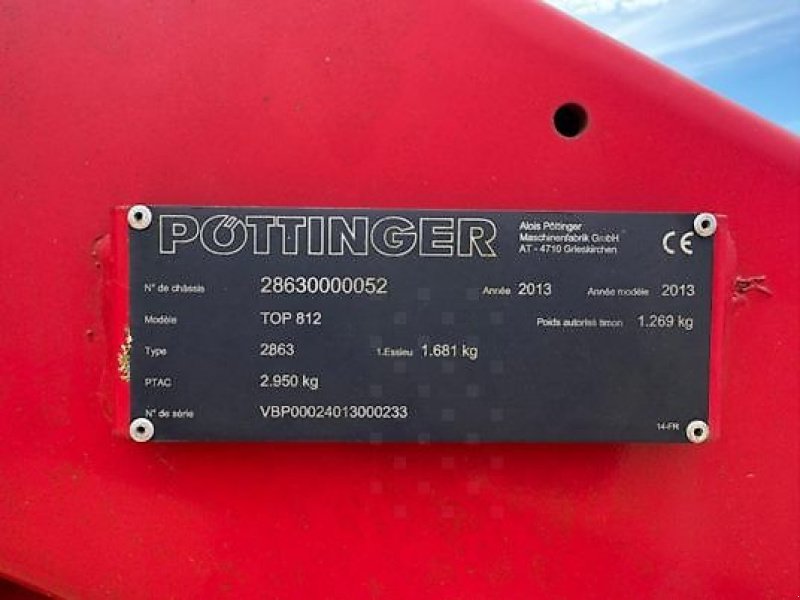 PÖTTINGER
Alois Pöttinger
Maschinenfabrik GmbH
AT - 4710 Grieskirchen
CE
N° de châssis 28630000052 Année 2013 Année modèle 2013
Modèle TOP 812 Poids autorisé timon 1.269 kg
Type 2863 1.Essieu 1.681 kg
PTAC 2.950 kg
N° de série VBP00024013000233
14-FR